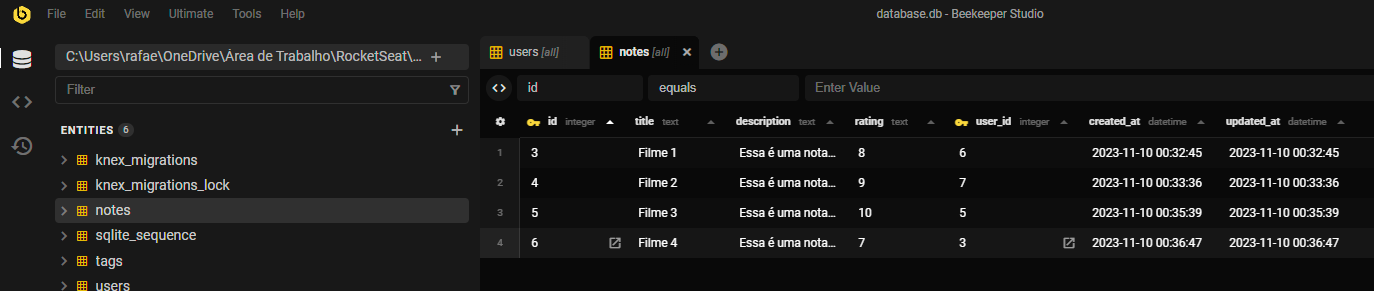 File Edit View Ultimate Tools Help
database.db - Beekeeper Studio
C:\Users\rafae\OneDrive\Área de Trabalho\RocketSeat\... +
users [all] notes [all] × +
Filter
id equals Enter Value
ENTITIES 6 +
id integer title text description text rating text user_id integer created_at datetime updated_at datetime
knex_migrations
1 3 Filme 1 Essa é uma nota... 8 6 2023-11-10 00:32:45 2023-11-10 00:32:45
knex_migrations_lock
2 4 Filme 2 Essa é uma nota... 9 7 2023-11-10 00:33:36 2023-11-10 00:33:36
notes
3 5 Filme 3 Essa é uma nota... 10 5 2023-11-10 00:35:39 2023-11-10 00:35:39
sqlite_sequence
4 6 Filme 4 Essa é uma nota... 7 3 2023-11-10 00:36:47 2023-11-10 00:36:47
tags
users